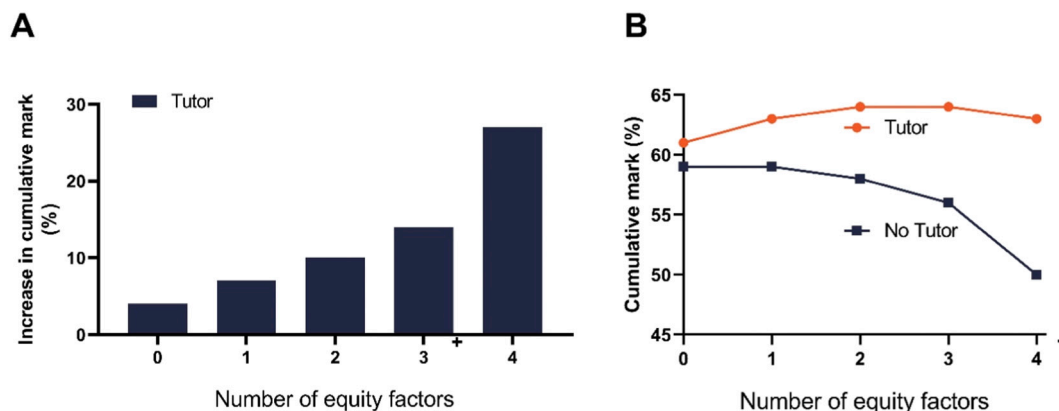 A
Increase in cumulative mark
(%)
Tutor
30
20
10
0
0 1 2 3 + 4
Number of equity factors
B
Cumulative mark (%)
65
60
55
50
45
Tutor
No Tutor
0 1 2 3 4
Number of equity factors